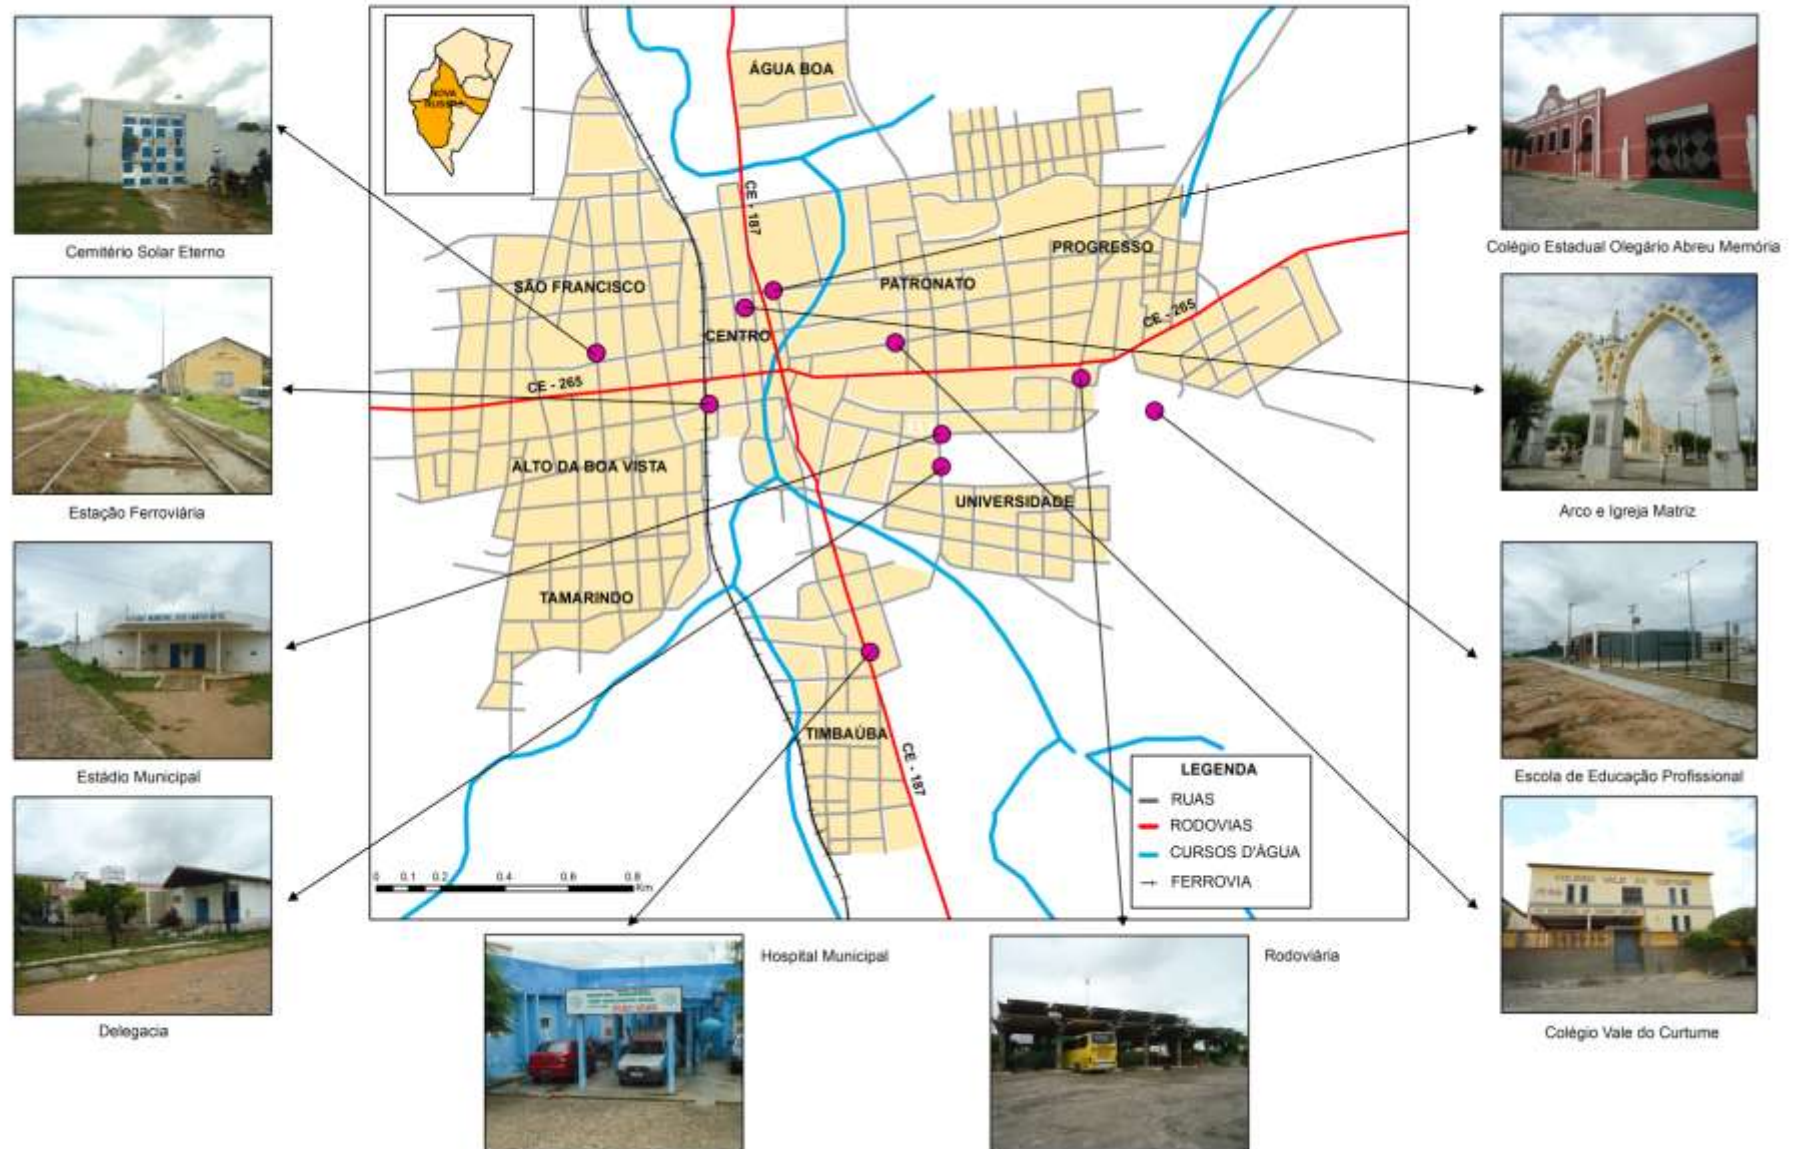 Cemitério Solar Eterno
Estação Ferroviária
Estádio Municipal
Delegacia
NOVA
RUSSAS
ÁGUA BOA
CE - 187
PROGRESSO
SÃO FRANCISCO
PATRONATO
CE - 265
CENTRO
CE - 265
ALTO DA BOA VISTA
UNIVERSIDADE
TAMARINDO
TIMBAÚBA
CE - 187
LEGENDA
RUAS
RODOVIAS
CURSOS D'ÁGUA
FERROVIA
0 0.1 0.2 0.4 0.6 0.8
Km
Hospital Municipal
Rodoviária
Colégio Estadual Olegário Abreu Memória
Arco e Igreja Matriz
Escola de Educação Profissional
COLEGIO VALE DO CURTUME
Colégio Vale do Curtume